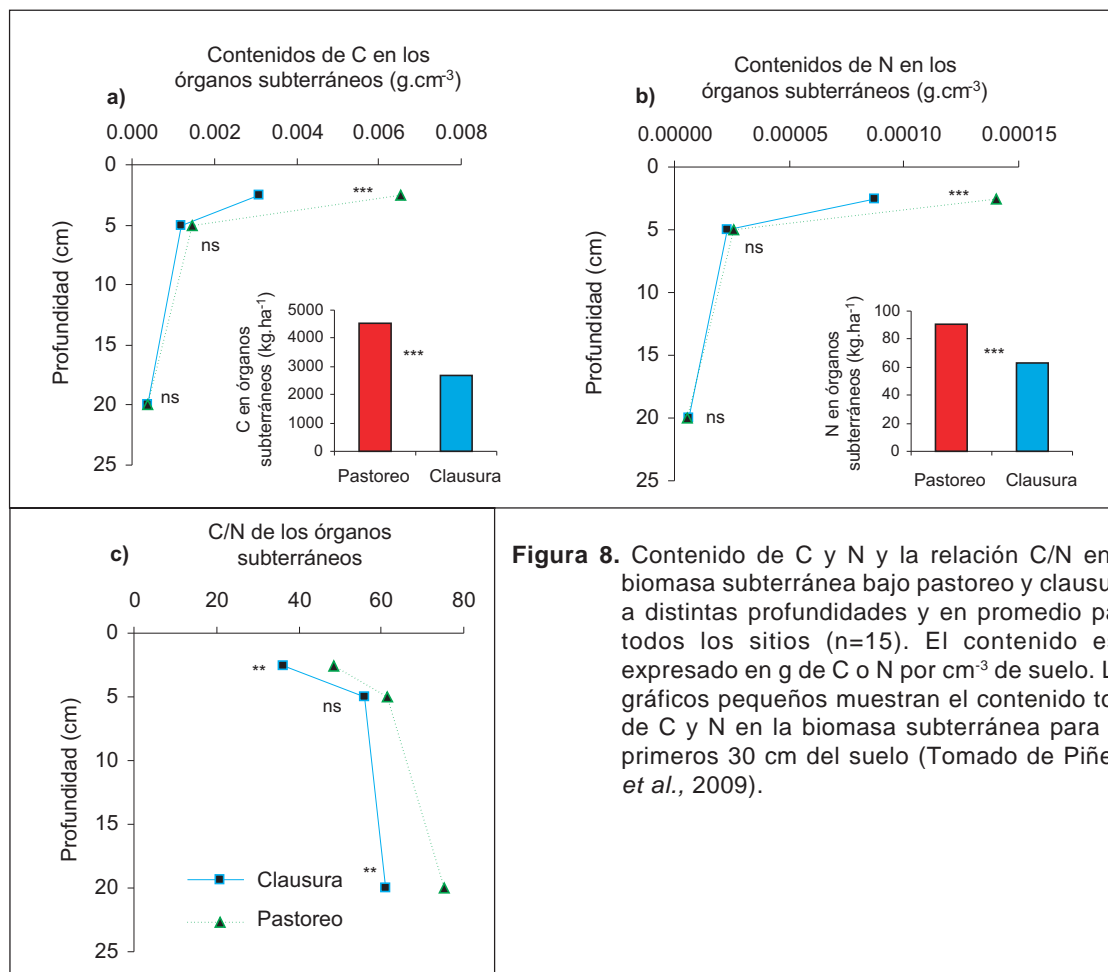 Contenidos de C en los
órganos subterráneos (g.cm-3)
a)
0.000 0.002 0.004 0.006 0.008
0
5
10
15
20
25
Profundidad (cm)
***
ns
ns
C en órganos
subterráneos (kg.ha-1)
5000
4000
3000
2000
1000
0
***
Pastoreo Clausura
Contenidos de N en los
órganos subterráneos (g.cm-3)
b)
0.00000 0.00005 0.00010 0.00015
0
5
10
15
20
25
Profundidad (cm)
***
ns
ns
N en órganos
subterráneos (kg.ha-1)
100
80
60
40
20
0
***
Pastoreo Clausura
C/N de los órganos
subterráneos
c)
0 20 40 60 80
0
5
10
15
20
25
Profundidad (cm)
**
ns
**
Clausura
Pastoreo
Figura 8. Contenido de C y N y la relación C/N en
biomasa subterránea bajo pastoreo y clausu
a distintas profundidades y en promedio pa
todos los sitios (n=15). El contenido es
expresado en g de C o N por cm-3 de suelo. L
gráficos pequeños muestran el contenido to
de C y N en la biomasa subterránea para
primeros 30 cm del suelo (Tomado de Piñe
et al., 2009).